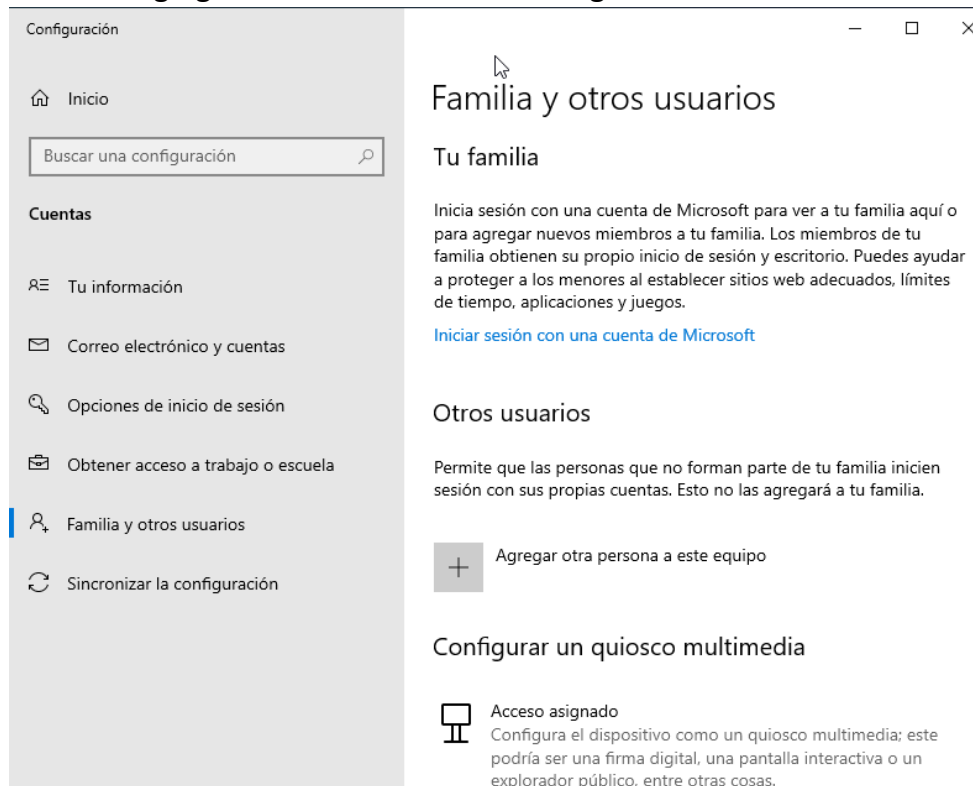 Configuración
Inicio
Buscar una configuración
Cuentas
Tu información
Correo electrónico y cuentas
Opciones de inicio de sesión
Obtener acceso a trabajo o escuela
Familia y otros usuarios
Sincronizar la configuración
Familia y otros usuarios
Tu familia
Inicia sesión con una cuenta de Microsoft para ver a tu familia aquí o
para agregar nuevos miembros a tu familia. Los miembros de tu
familia obtienen su propio inicio de sesión y escritorio. Puedes ayudar
a proteger a los menores al establecer sitios web adecuados, límites
de tiempo, aplicaciones y juegos.
Iniciar sesión con una cuenta de Microsoft
Otros usuarios
Permite que las personas que no forman parte de tu familia inicien
sesión con sus propias cuentas. Esto no las agregará a tu familia.
Agregar otra persona a este equipo
Configurar un quiosco multimedia
Acceso asignado
Configura el dispositivo como un quiosco multimedia; este
podría ser una firma digital, una pantalla interactiva o un
explorador público, entre otras cosas.